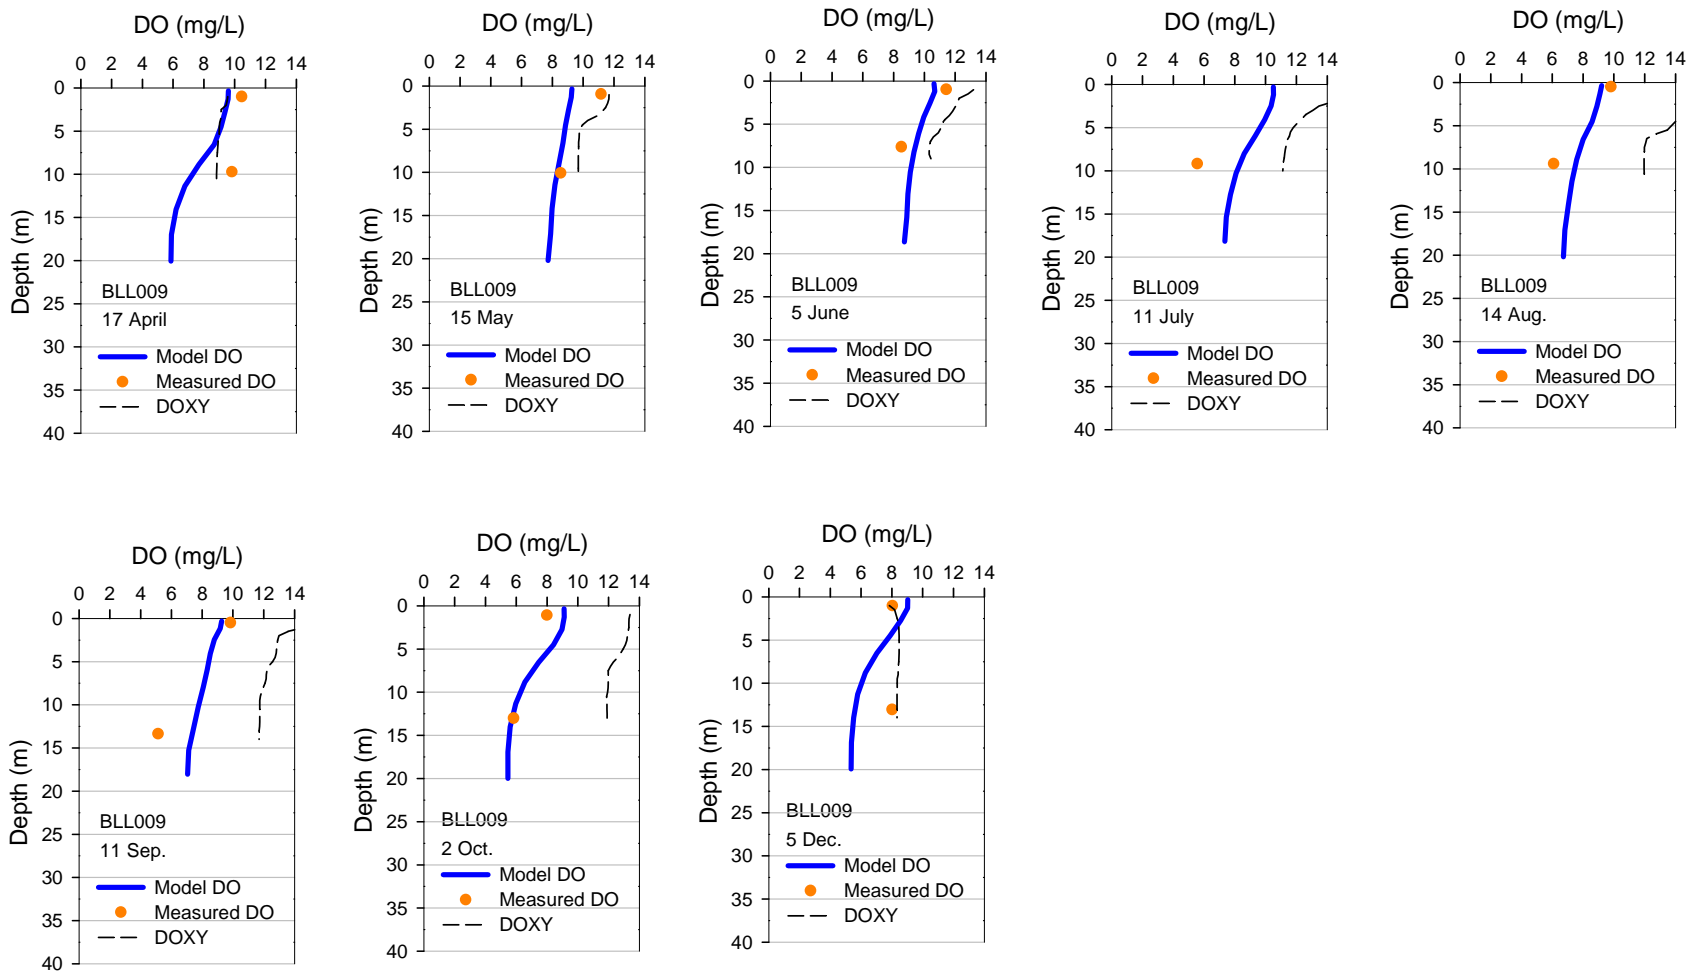 DO (mg/L)
0 2 4 6 8 10 12 14
0
5
10
15
20
25
30
35
40
Depth (m)
BLL009
17 April
Model DO
Measured DO
DOXY
DO (mg/L)
0 2 4 6 8 10 12 14
0
5
10
15
20
25
30
35
40
Depth (m)
BLL009
15 May
Model DO
Measured DO
DOXY
DO (mg/L)
0 2 4 6 8 10 12 14
0
5
10
15
20
25
30
35
40
Depth (m)
BLL009
5 June
Model DO
Measured DO
DOXY
DO (mg/L)
0 2 4 6 8 10 12 14
0
5
10
15
20
25
30
35
40
Depth (m)
BLL009
11 July
Model DO
Measured DO
DOXY
DO (mg/L)
0 2 4 6 8 10 12 14
0
5
10
15
20
25
30
35
40
Depth (m)
BLL009
14 Aug.
Model DO
Measured DO
DOXY
DO (mg/L)
0 2 4 6 8 10 12 14
0
5
10
15
20
25
30
35
40
Depth (m)
BLL009
11 Sep.
Model DO
Measured DO
DOXY
DO (mg/L)
0 2 4 6 8 10 12 14
0
5
10
15
20
25
30
35
40
Depth (m)
BLL009
2 Oct.
Model DO
Measured DO
DOXY
DO (mg/L)
0 2 4 6 8 10 12 14
0
5
10
15
20
25
30
35
40
Depth (m)
BLL009
5 Dec.
Model DO
Measured DO
DOXY